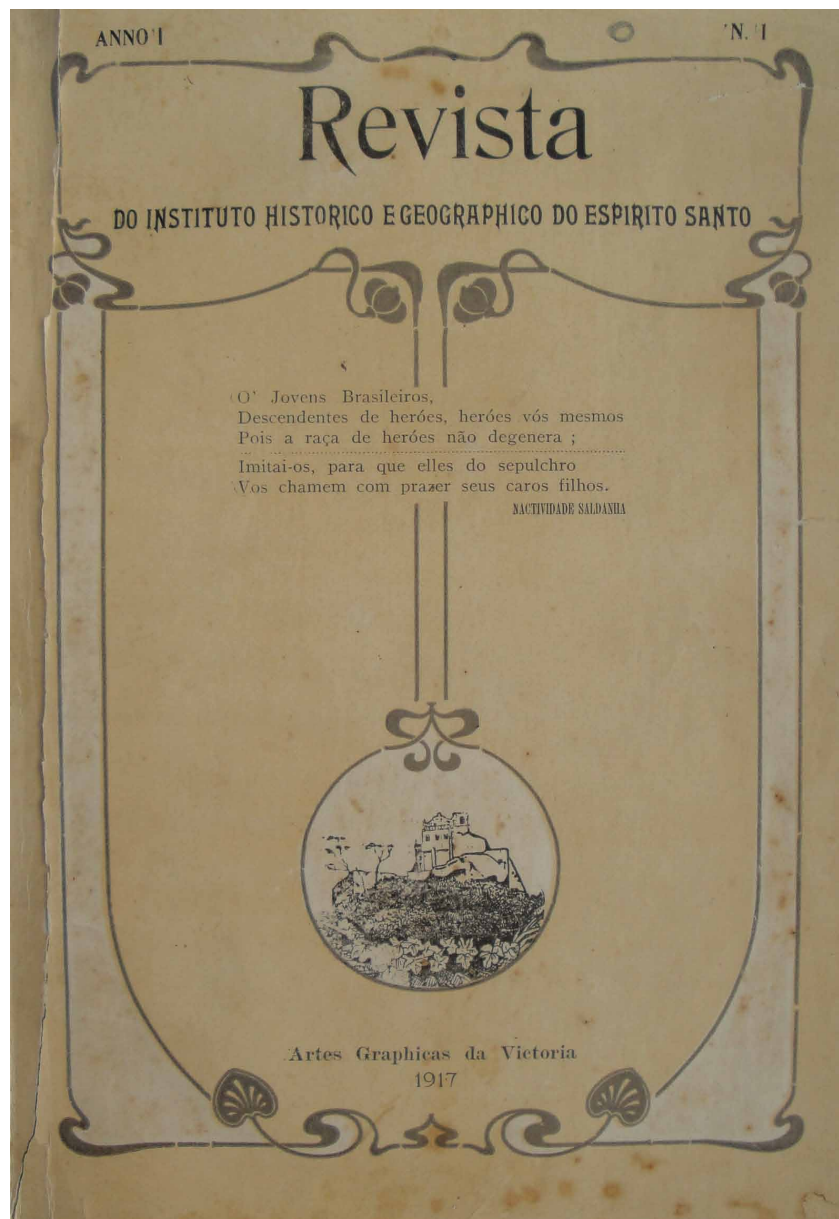 ANNO I N. 1
Revista
DO INSTITUTO HISTORICO E GEOGRAPHICO DO ESPIRITO SANTO
O' Jovens Brasileiros,
Descendentes de heróes, heróes vós mesmos
Pois a raça de heróes não degenera ;
Imitai-os, para que elles do sepulchro
Vos chamem com prazer seus caros filhos.
NACTIVIDADE SALDANHA
Artes Graphicas da Victoria
1917